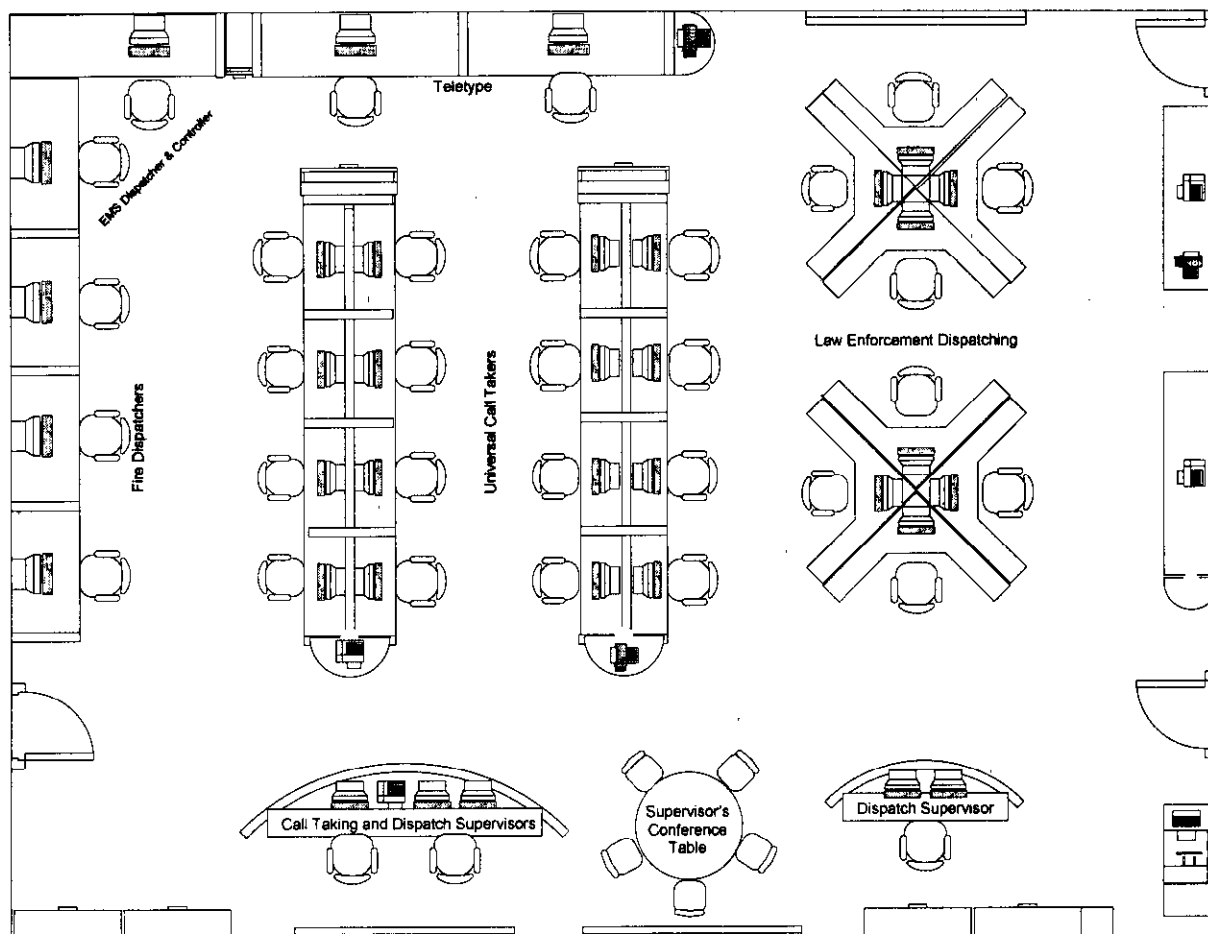 Teletype
EMS Dispatcher & Controller
Fire Dispatchers
Universal Call Takers
Law Enforcement Dispatching
Call Taking and Dispatch Supervisors
Supervisor's
Conference
Table
Dispatch Supervisor